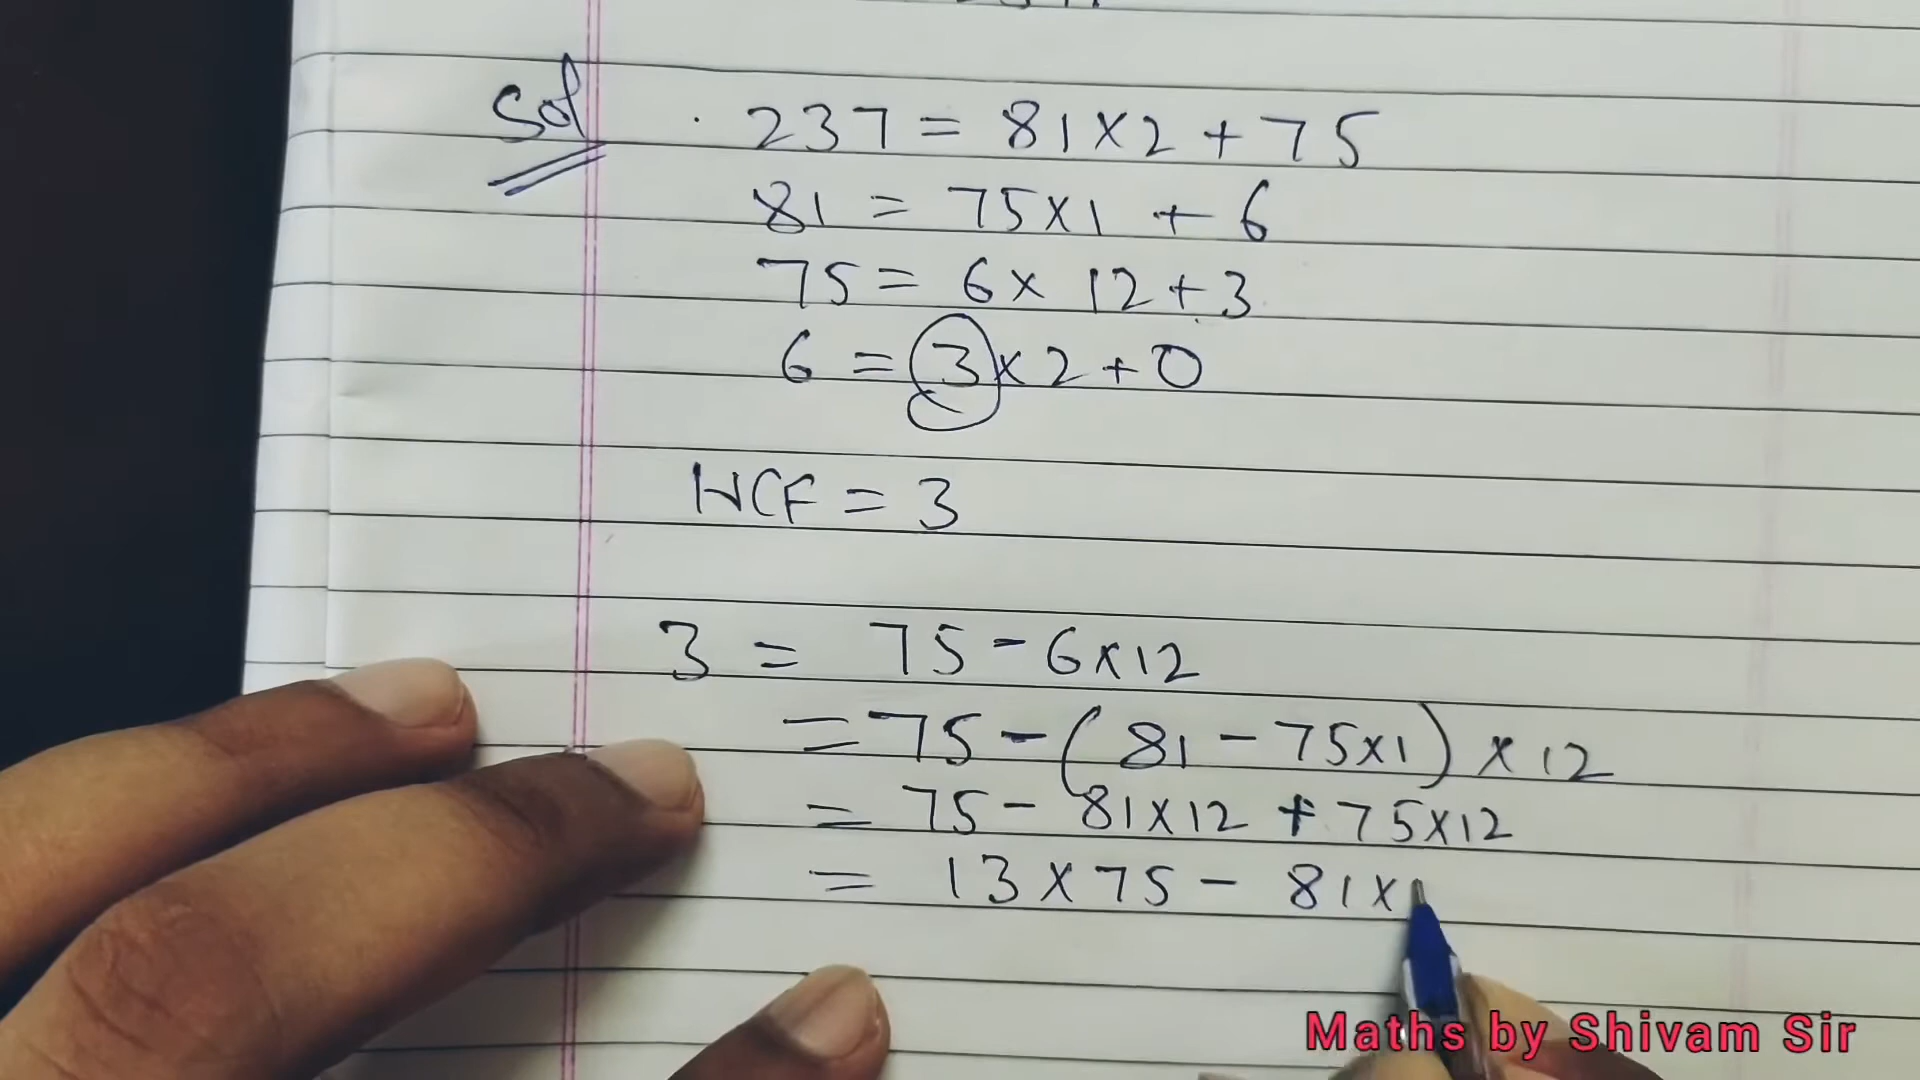 Sol . 237 = 81×2 + 75
81 = 75×1 + 6
75 = 6× 12+3
6 = 3×2+0
HCF = 3
3 = 75-6×12
= 75 - (81 - 75×1) × 12
= 75 - 81×12 + 75×12
= 13×75 - 81×1
Maths by Shivam Sir